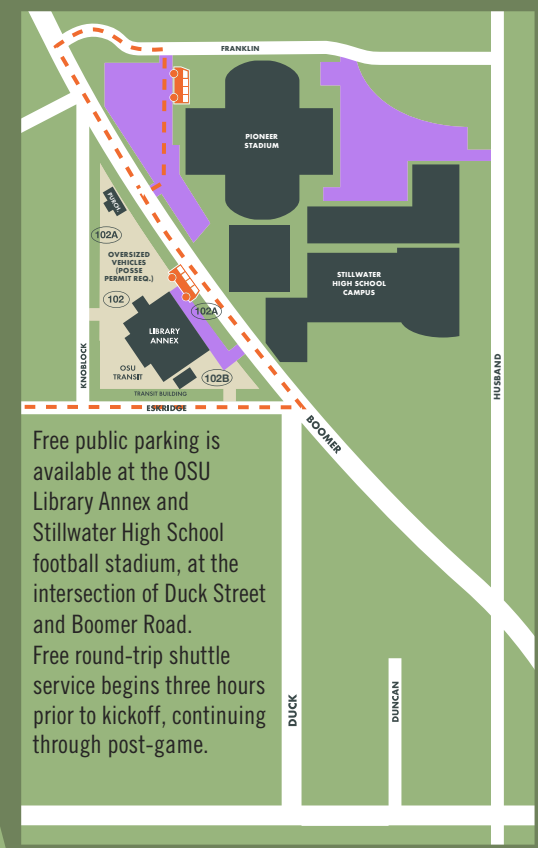 FRANKLIN
PIONEER
STADIUM
PURCH.
102A
OVERSIZED
VEHICLES
(POSSE
PERMIT REQ.)
STILLWATER
HIGH SCHOOL
CAMPUS
102
102A
LIBRARY
ANNEX
KNOBLOCK
OSU
TRANSIT
102B
HUSBAND
TRANSIT BUILDING
ESKRIDGE
BOOMER
Free public parking is
available at the OSU
Library Annex and
Stillwater High School
football stadium, at the
intersection of Duck Street
and Boomer Road.
Free round-trip shuttle
service begins three hours
prior to kickoff, continuing
through post-game.
DUCK
DUNCAN